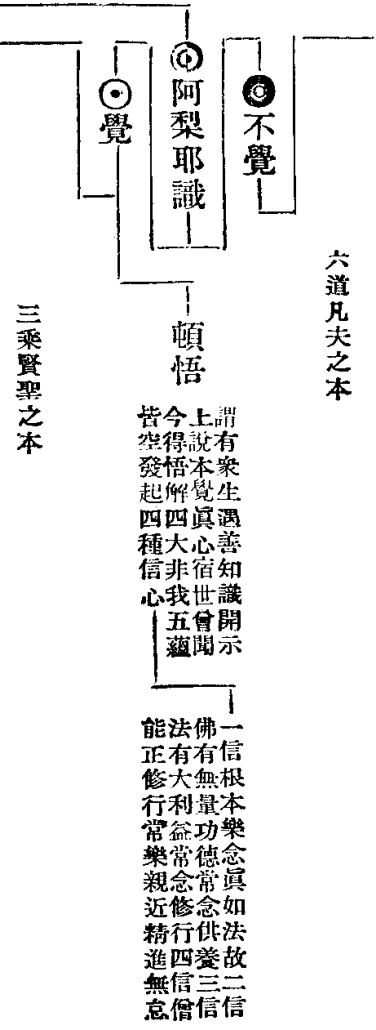 六道凡夫之本
不覺
阿梨耶識
覺
三乘賢聖之本
頓悟
謂有衆生遇善知識開示
上說本覺眞心宿世曾聞
今得悟解四大非我五蘊
皆空發起四種信心
一信根本樂念眞如法故二信
佛有無量功德常念供養三信
法有大利益常念修行四信僧
能正修行常樂親近精進無怠